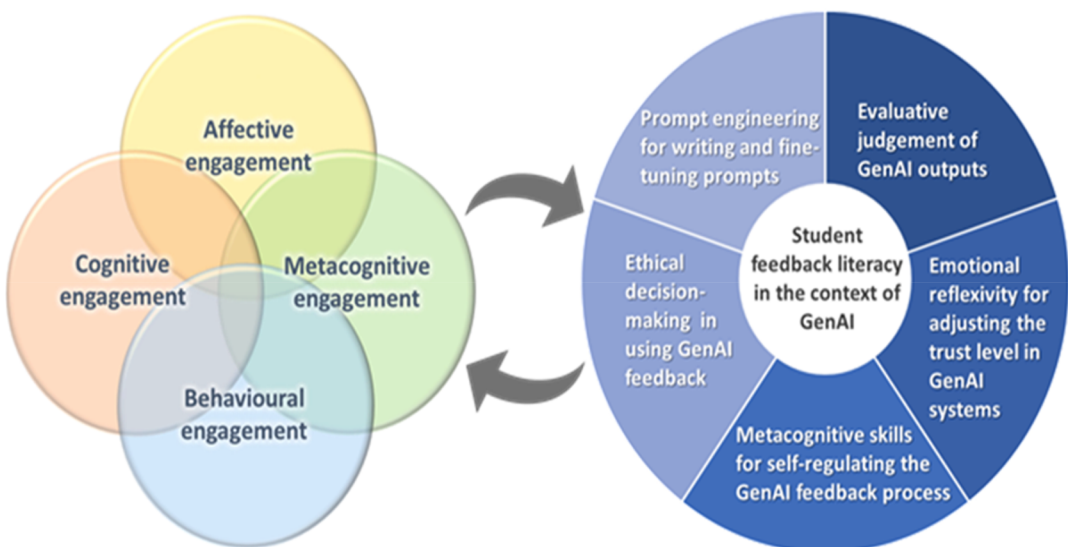 Affective
engagement
Cognitive
engagement
Metacognitive
engagement
Behavioural
engagement
Prompt engineering
for writing and fine-
tuning prompts
Evaluative
judgement of
GenAI outputs
Student
feedback literacy
in the context of
GenAI
Ethical
decision-
making in
using GenAI
feedback
Emotional
reflexivity for
adjusting the
trust level in
GenAI
systems
Metacognitive skills
for self-regulating the
GenAI feedback process